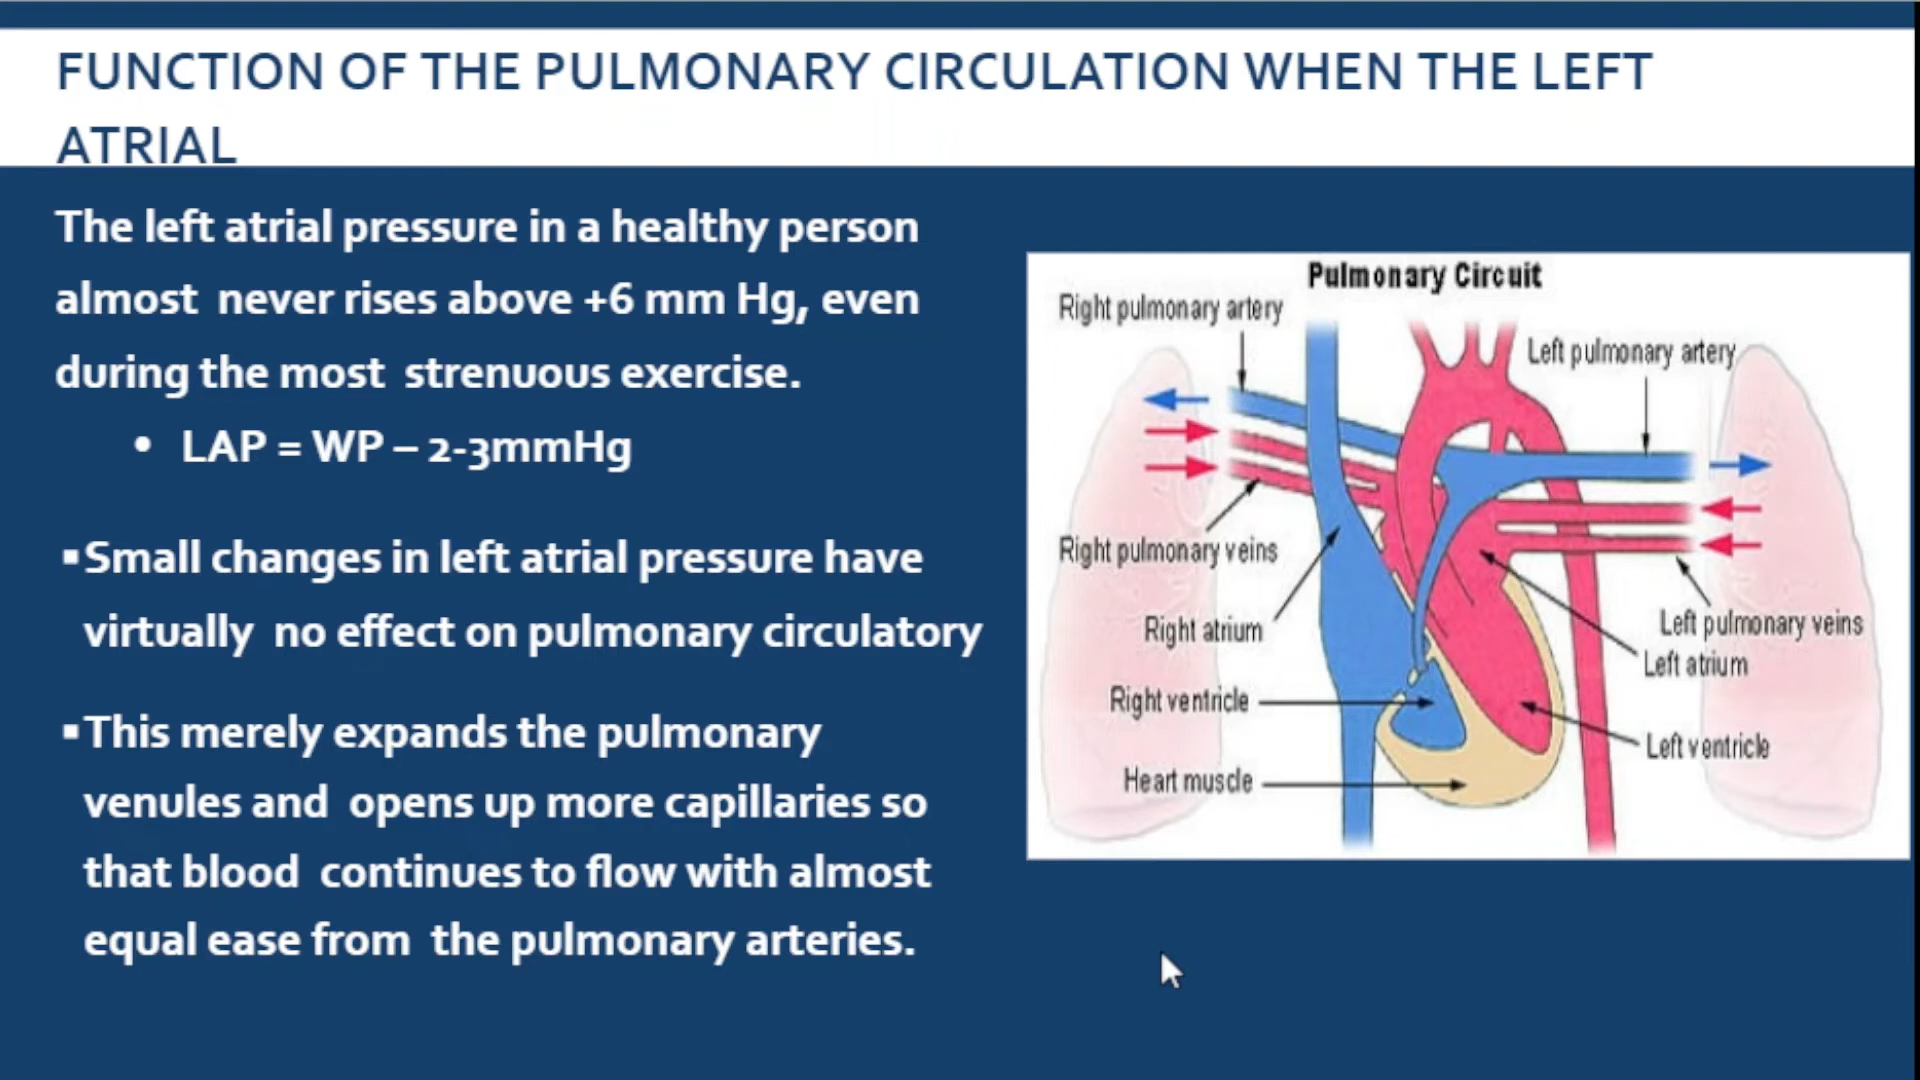 FUNCTION OF THE PULMONARY CIRCULATION WHEN THE LEFT
ATRIAL
The left atrial pressure in a healthy person
almost never rises above +6 mm Hg, even
during the most strenuous exercise.
• LAP = WP – 2-3mmHg
▪Small changes in left atrial pressure have
virtually no effect on pulmonary circulatory
▪This merely expands the pulmonary
venules and opens up more capillaries so
that blood continues to flow with almost
equal ease from the pulmonary arteries.
Pulmonary Circuit
Right pulmonary artery
Left pulmonary artery
Right pulmonary veins
Right atrium
Left pulmonary veins
Left atrium
Right ventricle
Left ventricle
Heart muscle